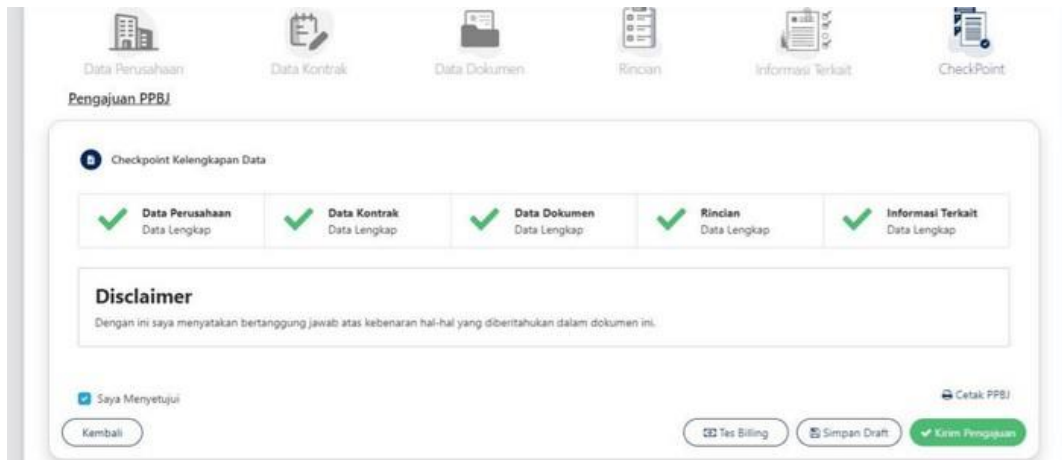 Data Perusahaan
Data Kontrak
Data Dokumen
Rincian
Informasi Terkait
CheckPoint
Pengajuan PPBJ
Checkpoint Kelengkapan Data
Data Perusahaan
Data Lengkap
Data Kontrak
Data Lengkap
Data Dokumen
Data Lengkap
Rincian
Data Lengkap
Informasi Terkait
Data Lengkap
Disclaimer
Dengan ini saya menyatakan bertanggung jawab atas kebenaran hal-hal yang diberitahukan dalam dokumen ini.
Saya Menyetujui
Cetak PPBJ
Kembali
Tes Billing
Simpan Draft
Kirim Pengajuan